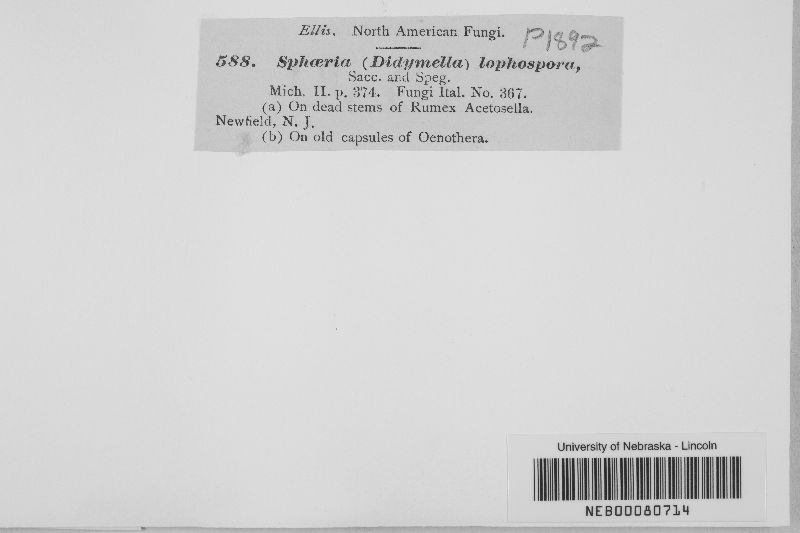 Ellis, North American Fungi.
P1892
588. Sphæria (Didymella) lophospora,
Sacc. and Speg.
Mich. II. p. 374. Fungi Ital. No. 367.
(a) On dead stems of Rumex Acetosella.
Newfield, N. J.
(b) On old capsules of Oenothera.
University of Nebraska - Lincoln
NEB00080714